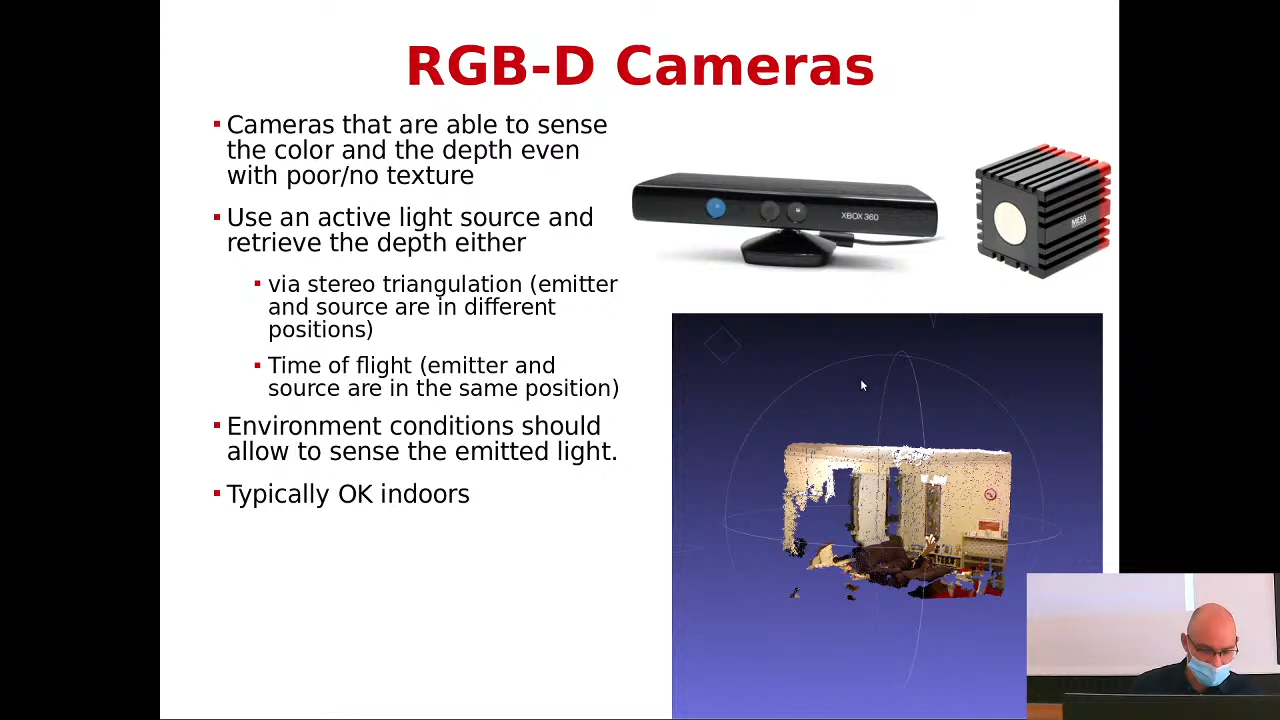 RGB-D Cameras
▪ Cameras that are able to sense
the color and the depth even
with poor/no texture
▪ Use an active light source and
retrieve the depth either
▪ via stereo triangulation (emitter
and source are in different
positions)
▪ Time of flight (emitter and
source are in the same position)
▪ Environment conditions should
allow to sense the emitted light.
▪ Typically OK indoors
XBOX 360
MESA